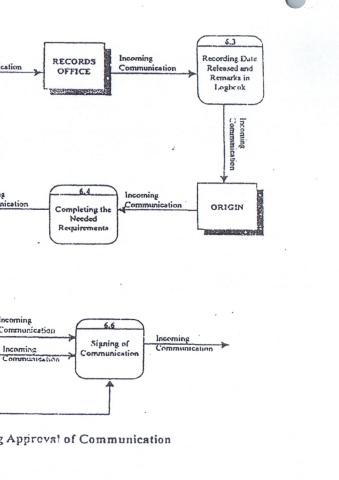 6.3
Incoming
Communication
cation
RECORDS
OFFICE
Recording Date
Released and
Remarks in
Logbook
Incoming
Communication
6.4
Incoming
Communication
nication
Completing the
Needed
Requirements
ORIGIN
Incoming
Communication
Incoming
Communication
6.6
Signing of
Communication
Incoming
Communication
g Approval of Communication